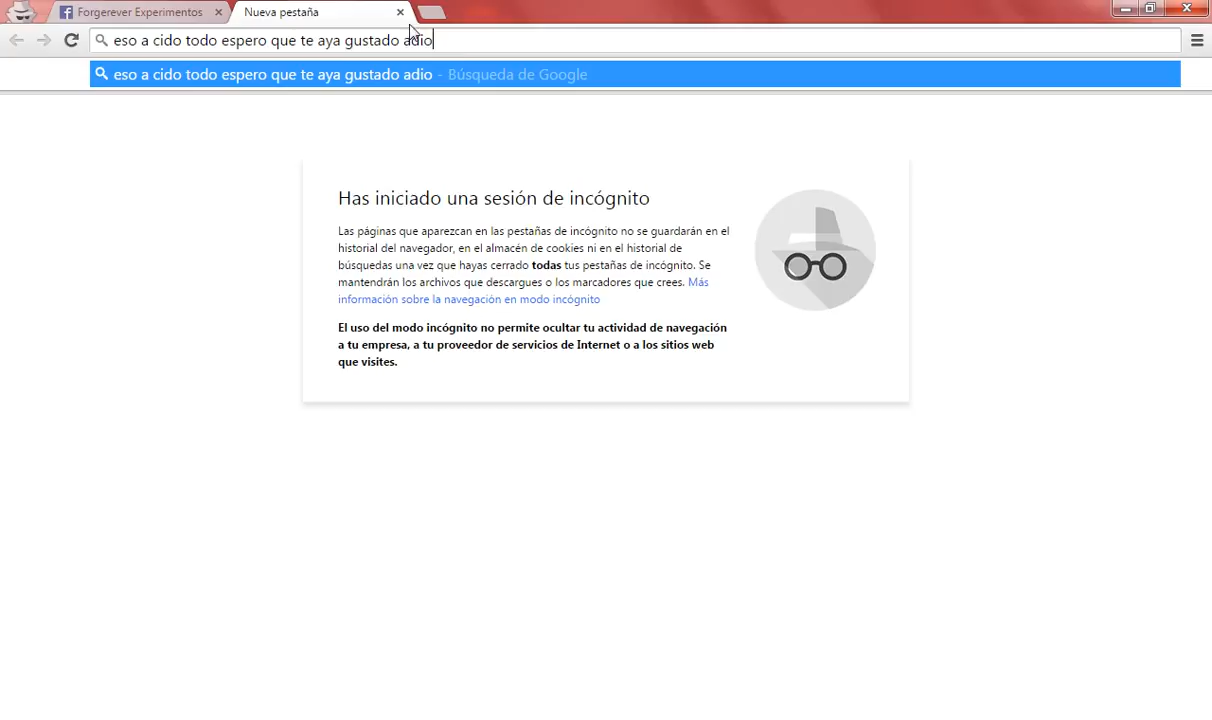 Forgerever Experimentos
Nueva pestaña
eso a cido todo espero que te aya gustado adio
eso a cido todo espero que te aya gustado adio - Búsqueda de Google
Has iniciado una sesión de incógnito
Las páginas que aparezcan en las pestañas de incógnito no se guardarán en el
historial del navegador, en el almacén de cookies ni en el historial de
búsquedas una vez que hayas cerrado todas tus pestañas de incógnito. Se
mantendrán los archivos que descargues o los marcadores que crees. Más
información sobre la navegación en modo incógnito
El uso del modo incógnito no permite ocultar tu actividad de navegación
a tu empresa, a tu proveedor de servicios de Internet o a los sitios web
que visites.